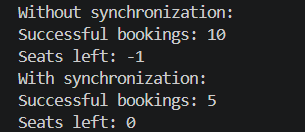 Without synchronization:
Successful bookings: 10
Seats left: -1
With synchronization:
Successful bookings: 5
Seats left: 0